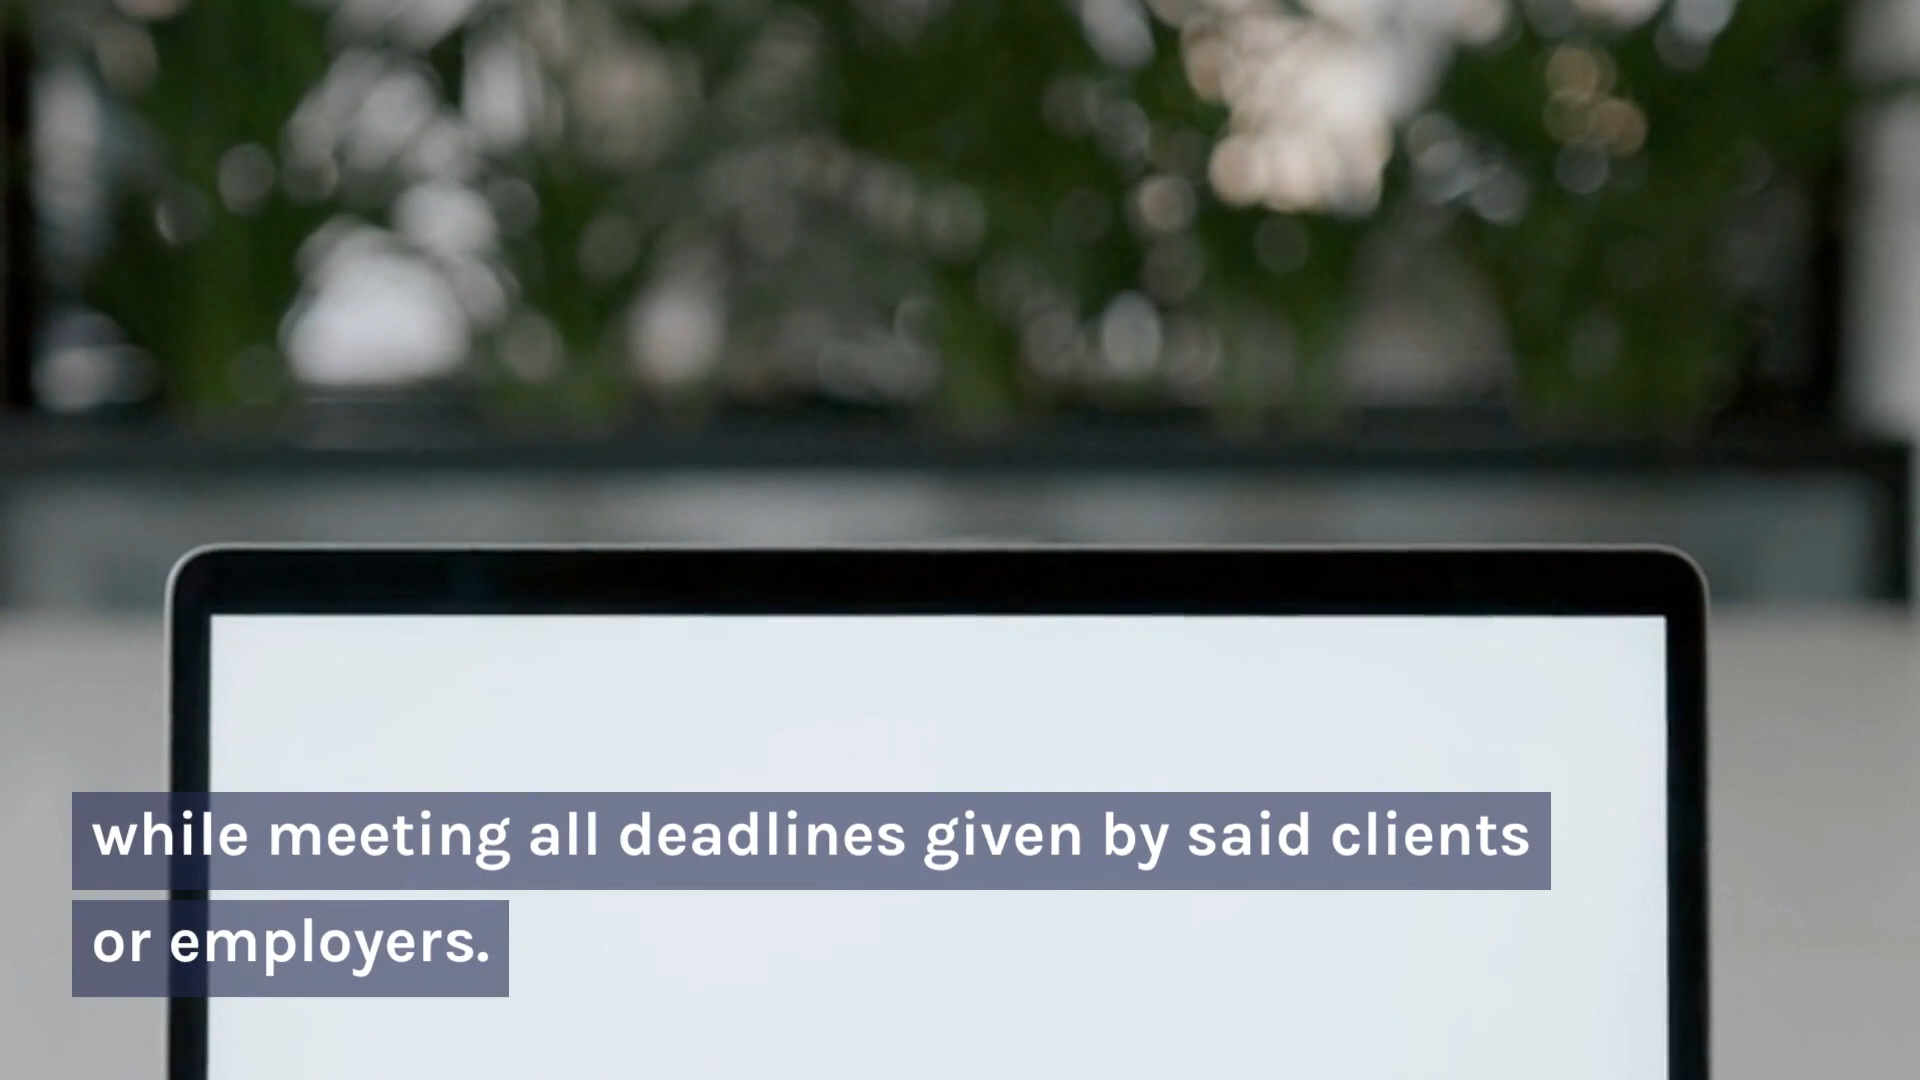 while meeting all deadlines given by said clients
or employers.